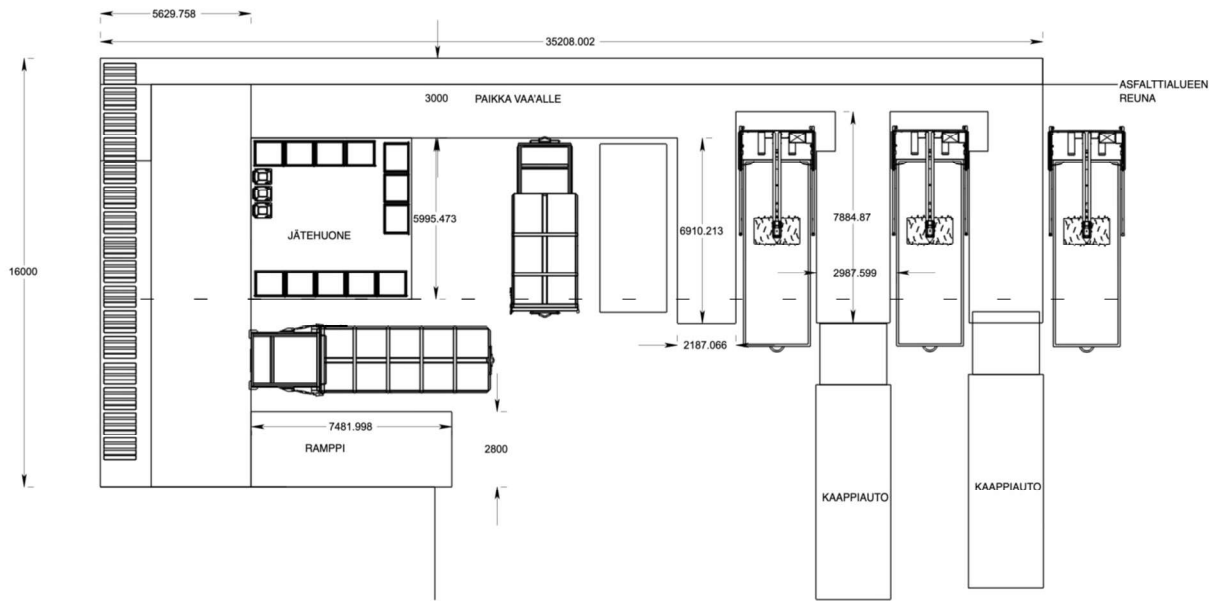 5629.758
35208.002
ASFALTTIALUEEN
REUNA
3000
PAIKKA VAA'ALLE
5995.473
6910.213
7884.87
JÄTEHUONE
16000
2987.599
2187.066
7481.998
RAMPPI
2800
KAAPPIAUTO
KAAPPIAUTO